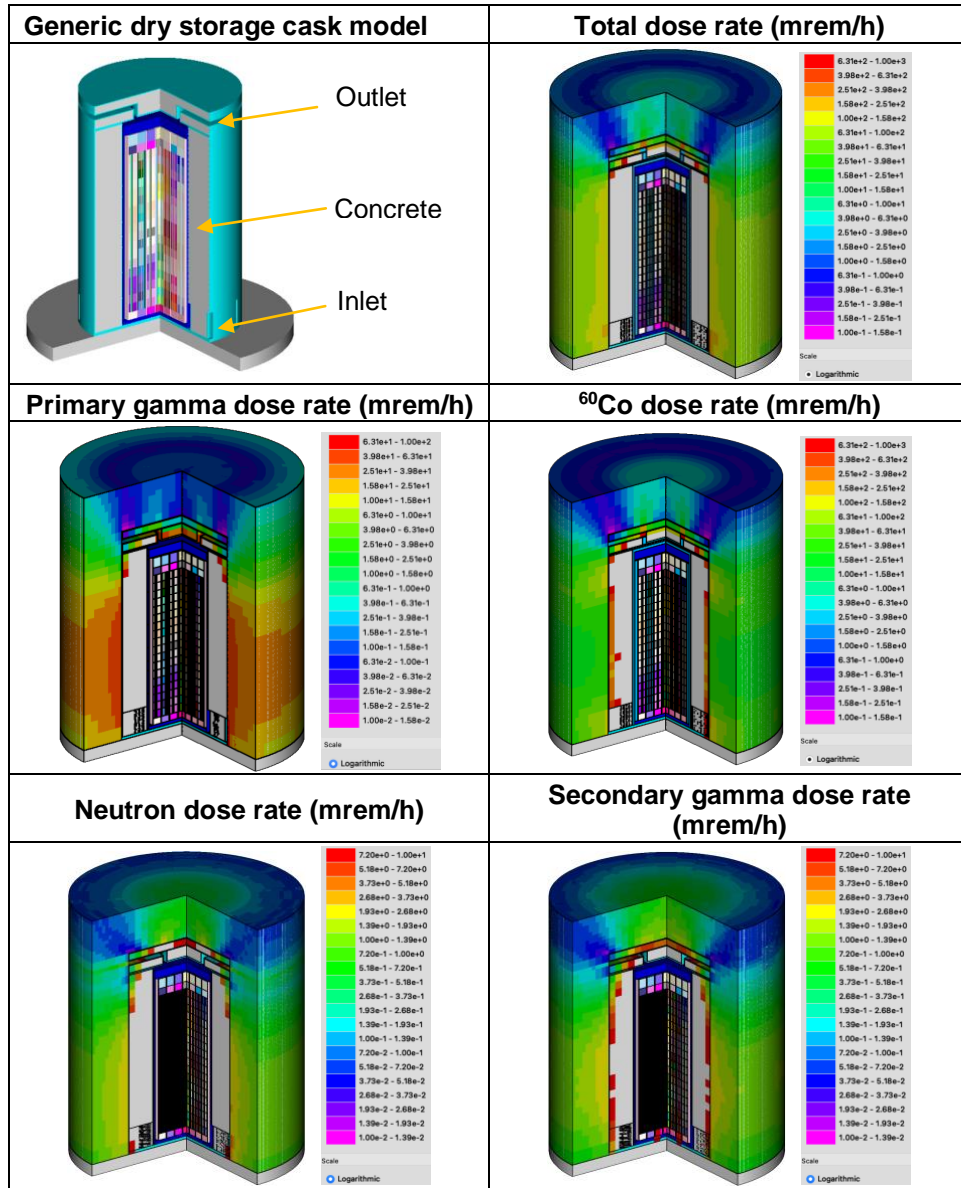 Generic dry storage cask model
Outlet
Concrete
Inlet
Total dose rate (mrem/h)
6.31e+2 - 1.00e+3
3.98e+2 - 6.31e+2
2.51e+2 - 3.98e+2
1.58e+2 - 2.51e+2
1.00e+2 - 1.58e+2
6.31e+1 - 1.00e+2
3.98e+1 - 6.31e+1
2.51e+1 - 3.98e+1
1.58e+1 - 2.51e+1
1.00e+1 - 1.58e+1
6.31e+0 - 1.00e+1
3.98e+0 - 6.31e+0
2.51e+0 - 3.98e+0
1.58e+0 - 2.51e+0
1.00e+0 - 1.58e+0
6.31e-1 - 1.00e+0
3.98e-1 - 6.31e-1
2.51e-1 - 3.98e-1
1.58e-1 - 2.51e-1
1.00e-1 - 1.58e-1
Scale
Logarithmic
Primary gamma dose rate (mrem/h)
6.31e+1 - 1.00e+2
3.98e+1 - 6.31e+1
2.51e+1 - 3.98e+1
1.58e+1 - 2.51e+1
1.00e+1 - 1.58e+1
6.31e+0 - 1.00e+1
3.98e+0 - 6.31e+0
2.51e+0 - 3.98e+0
1.58e+0 - 2.51e+0
1.00e+0 - 1.58e+0
6.31e-1 - 1.00e+0
3.98e-1 - 6.31e-1
2.51e-1 - 3.98e-1
1.58e-1 - 2.51e-1
1.00e-1 - 1.58e-1
6.31e-2 - 1.00e-1
3.98e-2 - 6.31e-2
2.51e-2 - 3.98e-2
1.58e-2 - 2.51e-2
1.00e-2 - 1.58e-2
Scale
Logarithmic
⁶⁰Co dose rate (mrem/h)
6.31e+2 - 1.00e+3
3.98e+2 - 6.31e+2
2.51e+2 - 3.98e+2
1.58e+2 - 2.51e+2
1.00e+2 - 1.58e+2
6.31e+1 - 1.00e+2
3.98e+1 - 6.31e+1
2.51e+1 - 3.98e+1
1.58e+1 - 2.51e+1
1.00e+1 - 1.58e+1
6.31e+0 - 1.00e+1
3.98e+0 - 6.31e+0
2.51e+0 - 3.98e+0
1.58e+0 - 2.51e+0
1.00e+0 - 1.58e+0
6.31e-1 - 1.00e+0
3.98e-1 - 6.31e-1
2.51e-1 - 3.98e-1
1.58e-1 - 2.51e-1
1.00e-1 - 1.58e-1
Scale
Logarithmic
Neutron dose rate (mrem/h)
7.20e+0 - 1.00e+1
5.18e+0 - 7.20e+0
3.73e+0 - 5.18e+0
2.68e+0 - 3.73e+0
1.93e+0 - 2.68e+0
1.39e+0 - 1.93e+0
1.00e+0 - 1.39e+0
7.20e-1 - 1.00e+0
5.18e-1 - 7.20e-1
3.73e-1 - 5.18e-1
2.68e-1 - 3.73e-1
1.93e-1 - 2.68e-1
1.39e-1 - 1.93e-1
1.00e-1 - 1.39e-1
7.20e-2 - 1.00e-1
5.18e-2 - 7.20e-2
3.73e-2 - 5.18e-2
2.68e-2 - 3.73e-2
1.93e-2 - 2.68e-2
1.39e-2 - 1.93e-2
1.00e-2 - 1.39e-2
Scale
Logarithmic
Secondary gamma dose rate
(mrem/h)
7.20e+0 - 1.00e+1
5.18e+0 - 7.20e+0
3.73e+0 - 5.18e+0
2.68e+0 - 3.73e+0
1.93e+0 - 2.68e+0
1.39e+0 - 1.93e+0
1.00e+0 - 1.39e+0
7.20e-1 - 1.00e+0
5.18e-1 - 7.20e-1
3.73e-1 - 5.18e-1
2.68e-1 - 3.73e-1
1.93e-1 - 2.68e-1
1.39e-1 - 1.93e-1
1.00e-1 - 1.39e-1
7.20e-2 - 1.00e-1
5.18e-2 - 7.20e-2
3.73e-2 - 5.18e-2
2.68e-2 - 3.73e-2
1.93e-2 - 2.68e-2
1.39e-2 - 1.93e-2
1.00e-2 - 1.39e-2
Scale
Logarithmic